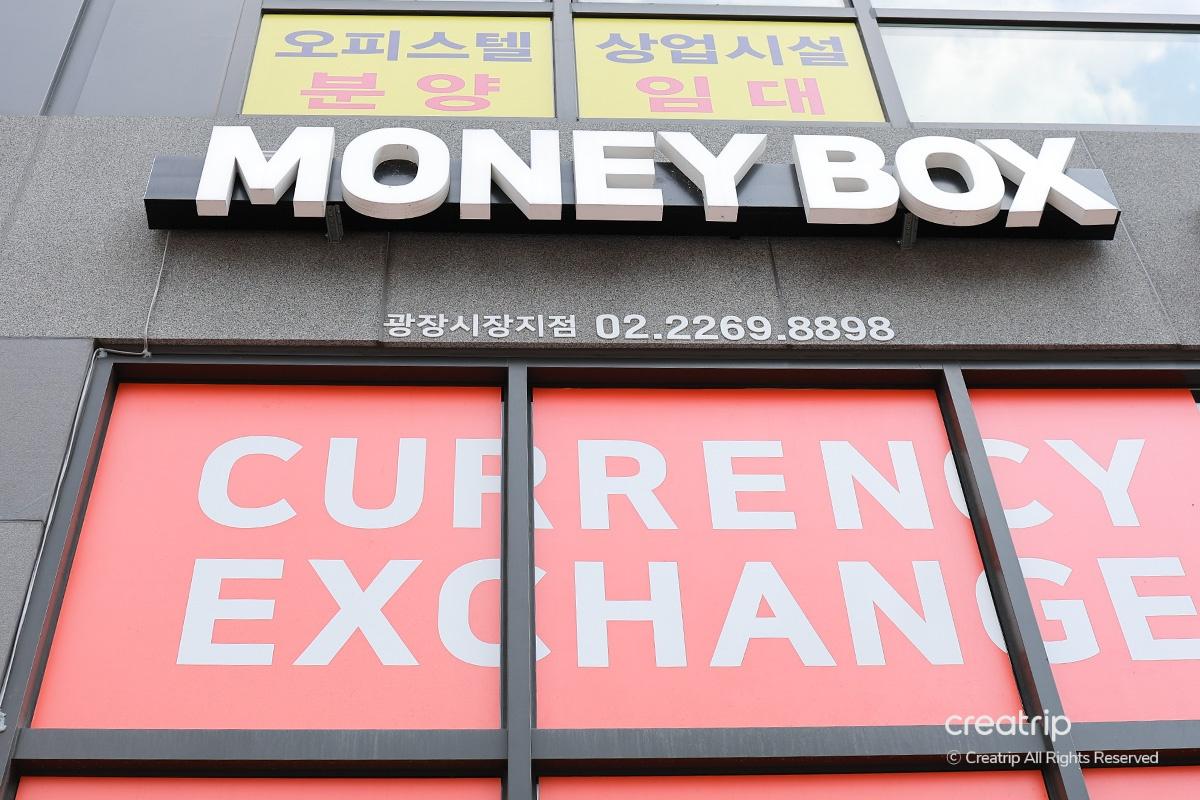 오피스텔
분양
상업시설
임대
MONEY BOX
광장시장지점 02.2269.8898
CURRENCY
EXCHANGE
creatrip
© Creatrip All Rights Reserved